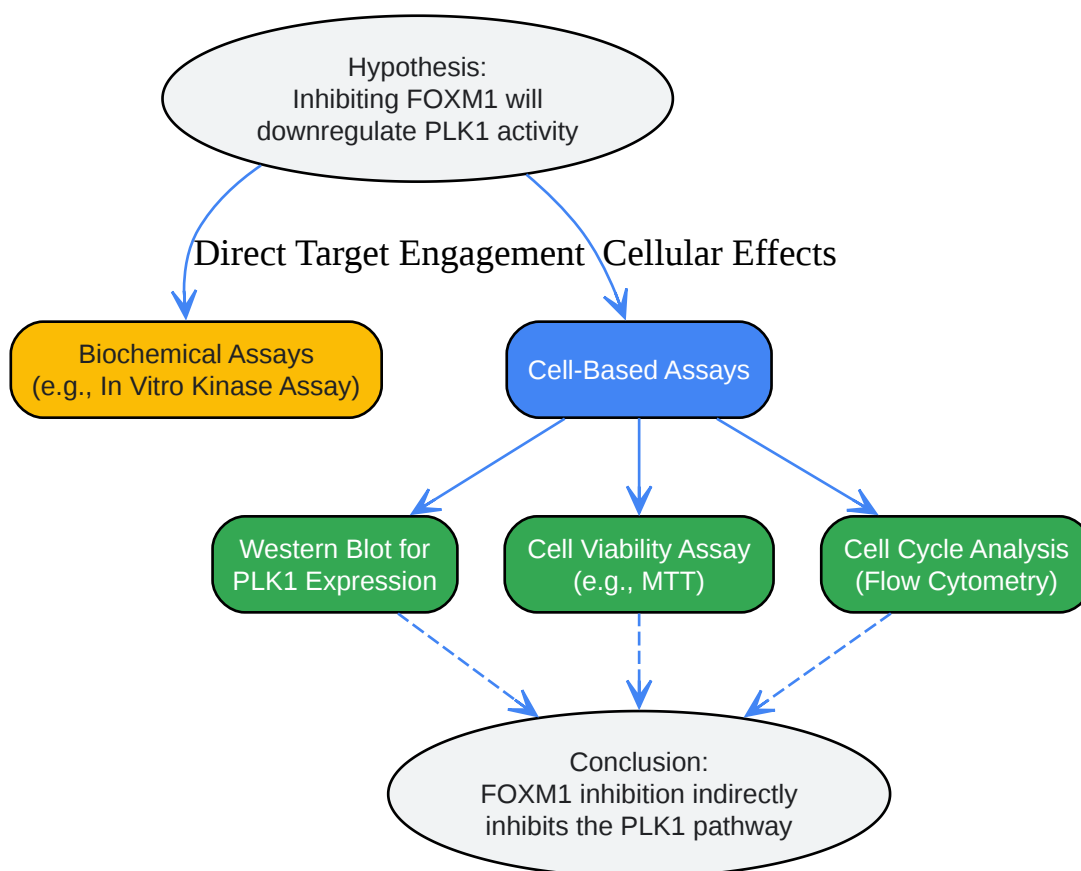 Hypothesis:
Inhibiting FOXM1 will
downregulate PLK1 activity
Direct Target Engagement
Cellular Effects
Biochemical Assays
(e.g., In Vitro Kinase Assay)
Cell-Based Assays
Western Blot for
PLK1 Expression
Cell Viability Assay
(e.g., MTT)
Cell Cycle Analysis
(Flow Cytometry)
Conclusion:
FOXM1 inhibition indirectly
inhibits the PLK1 pathway